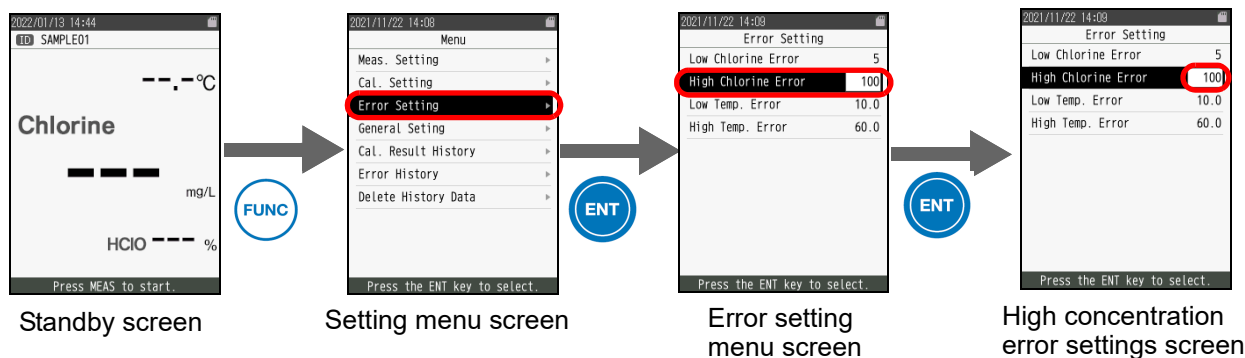 2022/01/13 14:44
ID SAMPLE01
--.-℃
Chlorine
---
mg/L
HClO --- %
Press MEAS to start.
Standby screen
FUNC
2021/11/22 14:08
Menu
Meas. Setting
Cal. Setting
Error Setting
General Seting
Cal. Result History
Error History
Delete History Data
Press the ENT key to select.
Setting menu screen
ENT
2021/11/22 14:09
Error Setting
Low Chlorine Error 5
High Chlorine Error 100
Low Temp. Error 10.0
High Temp. Error 60.0
Press the ENT key to select.
Error setting
menu screen
ENT
2021/11/22 14:09
Error Setting
Low Chlorine Error 5
High Chlorine Error 100
Low Temp. Error 10.0
High Temp. Error 60.0
Press the ENT key to select.
High concentration
error settings screen